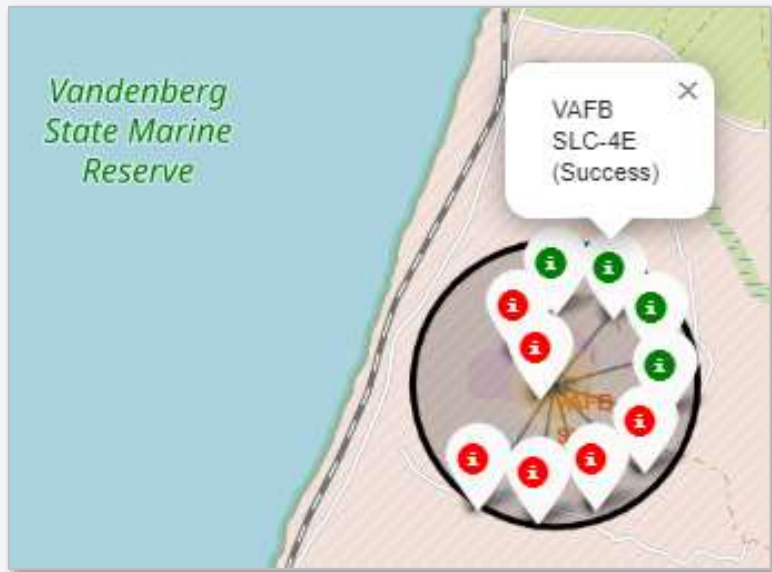 Vandenberg
State Marine
Reserve
VAFB
SLC-4E
(Success)
×